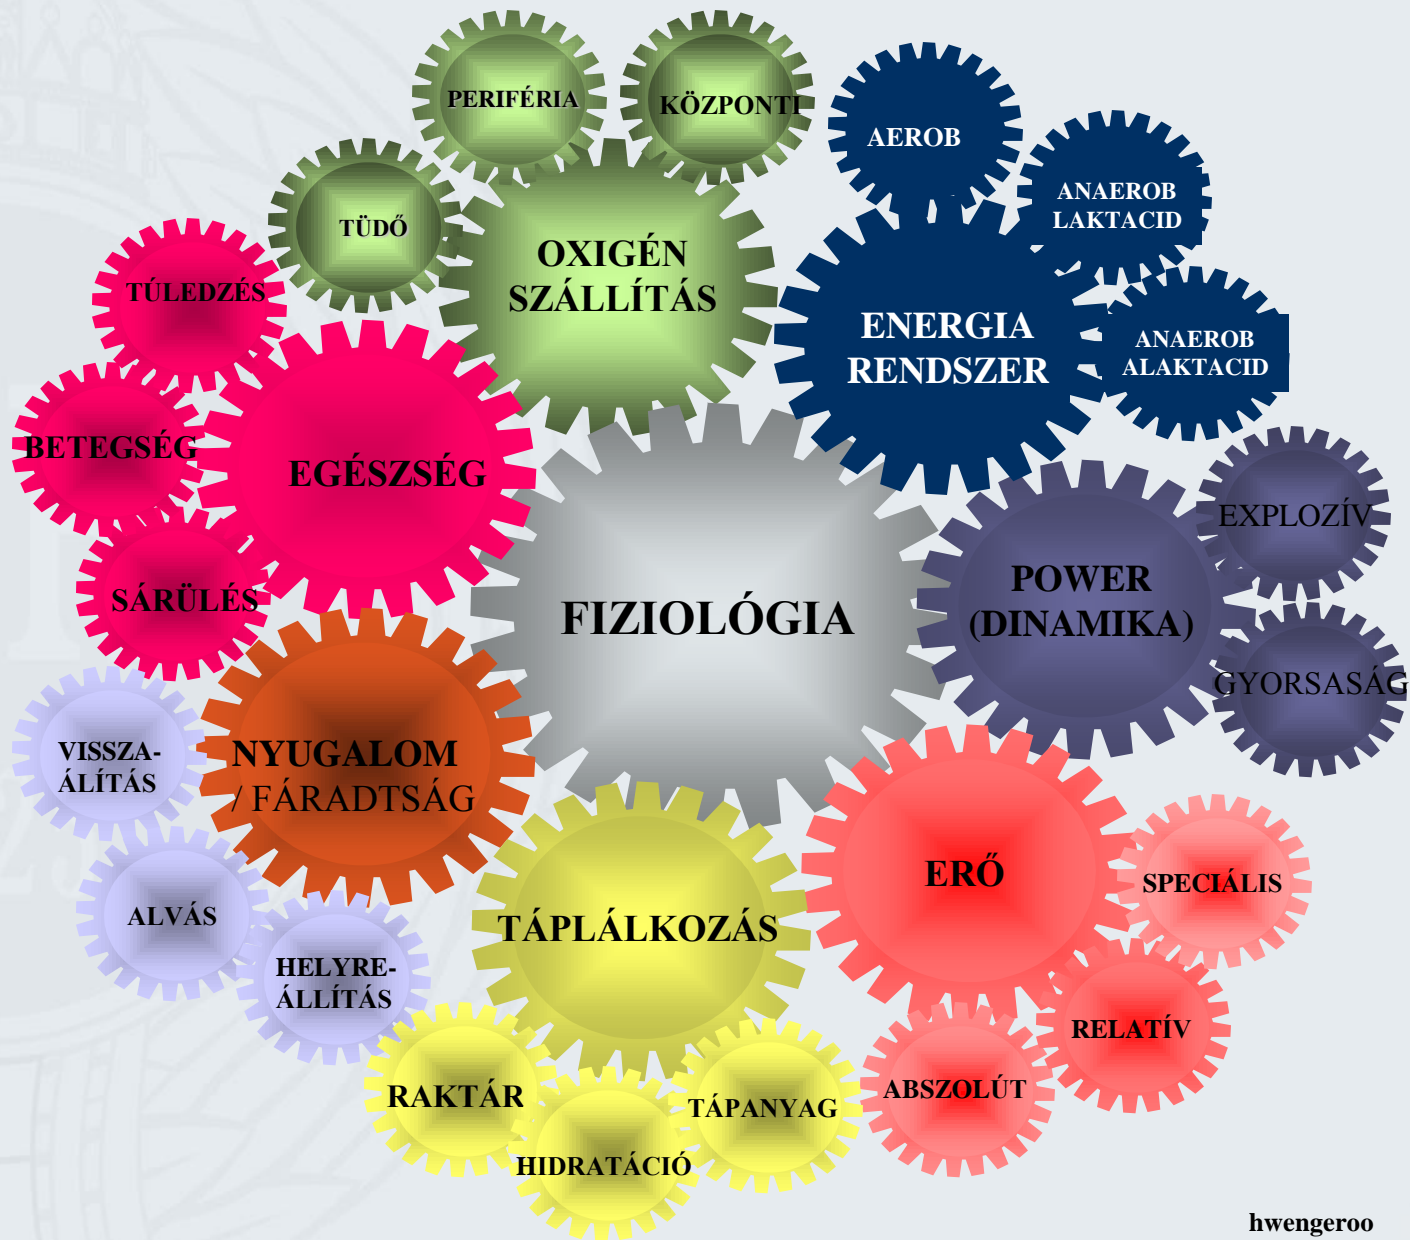 PERIFÉRIA
KÖZPONTI
AEROB
ANAEROB
LAKTACID
TÜDŐ
OXIGÉN
SZÁLLÍTÁS
TÚLEDZÉS
ENERGIA
RENDSZER
ANAEROB
ALAKTACID
BETEGSÉG
EGÉSZSÉG
EXPLOZÍV
SÁRÜLÉS
FIZIOLÓGIA
POWER
(DINAMIKA)
GYORSASÁG
VISSZA-
ÁLÍTÁS
NYUGALOM
/ FÁRADTSÁG
ERŐ
SPECIÁLIS
ALVÁS
TÁPLÁLKOZÁS
HELYRE-
ÁLLÍTÁS
RELATÍV
RAKTÁR
TÁPANYAG
ABSZOLÚT
HIDRATÁCIÓ
hwengeroo